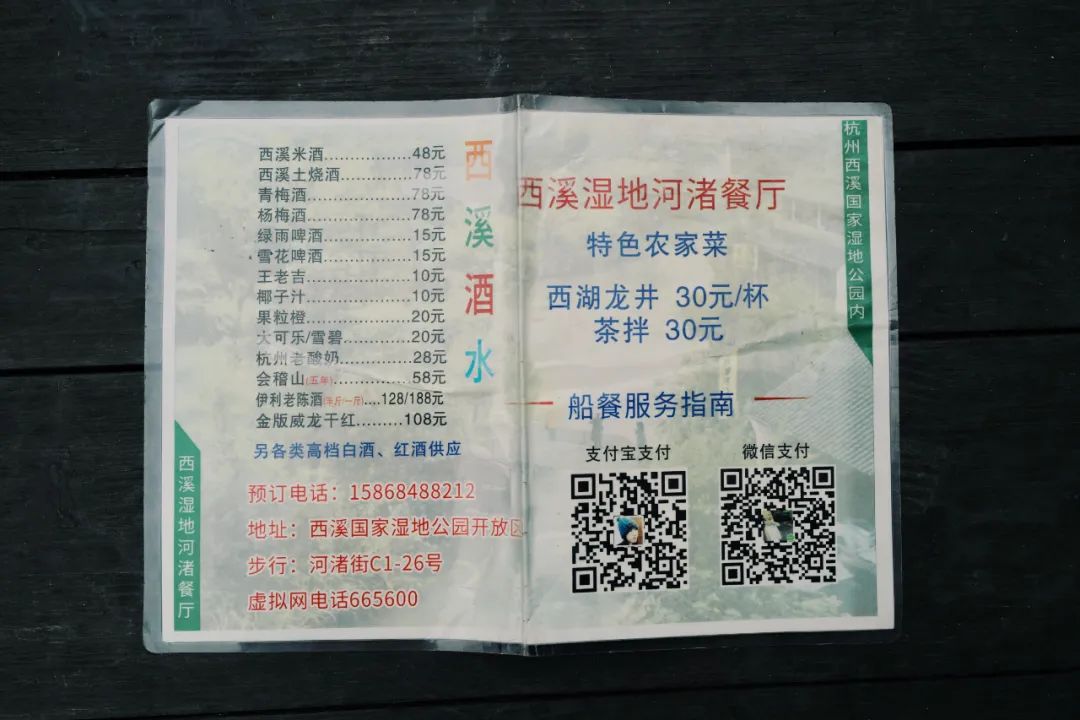 西溪米酒.................48元
西溪土烧酒..............78元
青梅酒.....................78元
杨梅酒.....................78元
绿雨啤酒.................15元
雪花啤酒.................15元
王老吉.....................10元
椰子汁.....................10元
果粒橙.....................20元
大可乐/雪碧.............20元
杭州老酸奶..............28元
会稽山(五年)..............58元
伊利老陈酒(半斤/一斤)....128/188元
金版威龙干红.........108元
西溪酒水
另各类高档白酒、红酒供应
预订电话：15868488212
地址：西溪国家湿地公园开放区
步行：河渚街C1-26号
虚拟网电话665600
西溪湿地河渚餐厅
西溪湿地河渚餐厅
特色农家菜
西湖龙井 30元/杯
茶拌 30元
船餐服务指南
支付宝支付
微信支付
杭州西溪国家湿地公园内